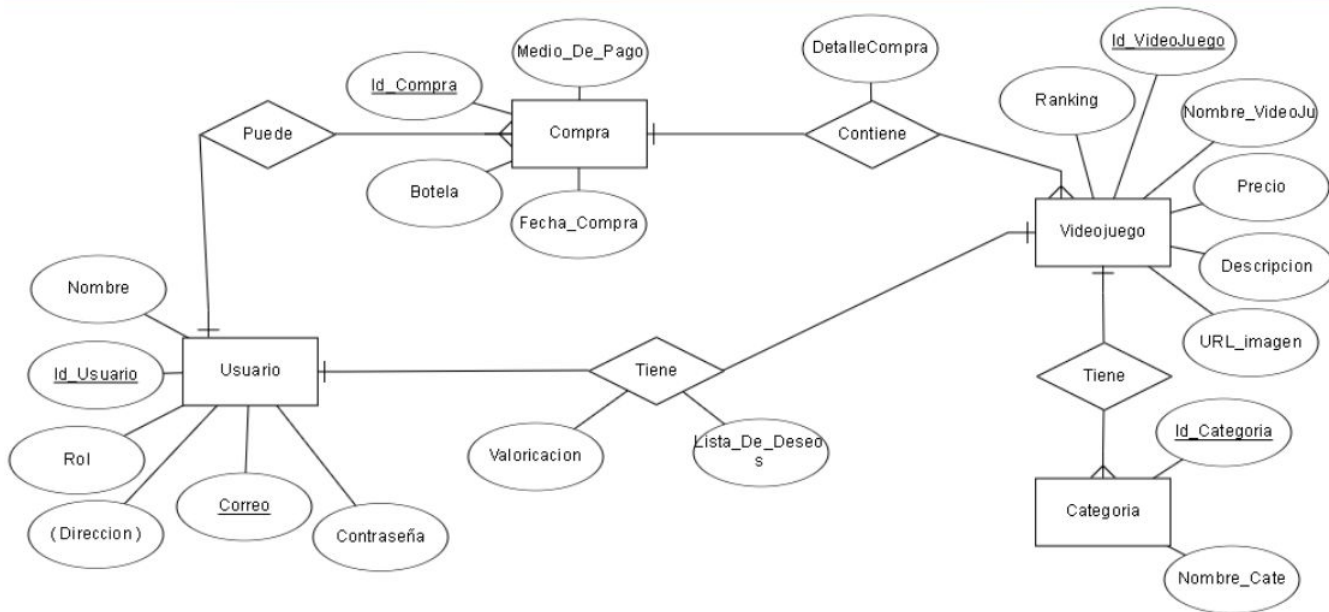 Medio_De_Pago
DetalleCompra
Id_VideoJuego
Id_Compra
Ranking
Nombre_VideoJu
Puede
Compra
Contiene
Precio
Botela
Fecha_Compra
Videojuego
Descripcion
Nombre
URL_imagen
Id_Usuario
Usuario
Tiene
Tiene
Rol
Valoricacion
Lista_De_Deseo
s
Id_Categoria
(Direccion)
Correo
Contraseña
Categoria
Nombre_Cate